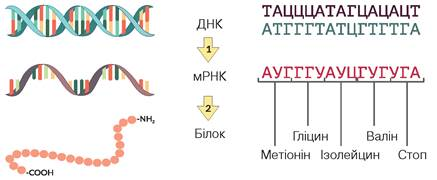 ДНК
ТАЦЦЦАТАГЦАЦАЦТ
АТГГГТАТЦГТГТГА
1
мРНК
АУГГГУАУЦГУГУГА
2
-NH₂
Білок
Гліцин
Валін
Метіонін
Ізолейцин
Стоп
-COOH